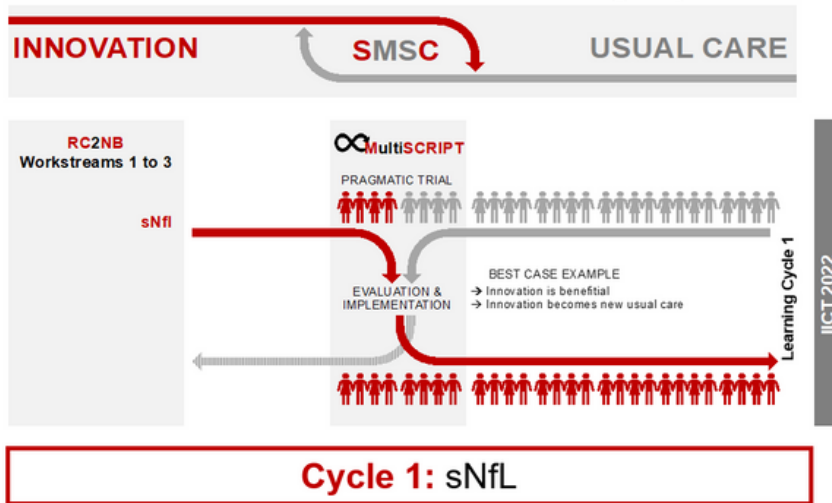 INNOVATION
SMSC
USUAL CARE
RC2NB
Workstreams 1 to 3
MultiSCRIPT
PRAGMATIC TRIAL
sNfl
EVALUATION &
IMPLEMENTATION
BEST CASE EXAMPLE
→ Innovation is benefitial
→ Innovation becomes new usual care
Learning Cycle 1
IICT 2022
Cycle 1: sNfL